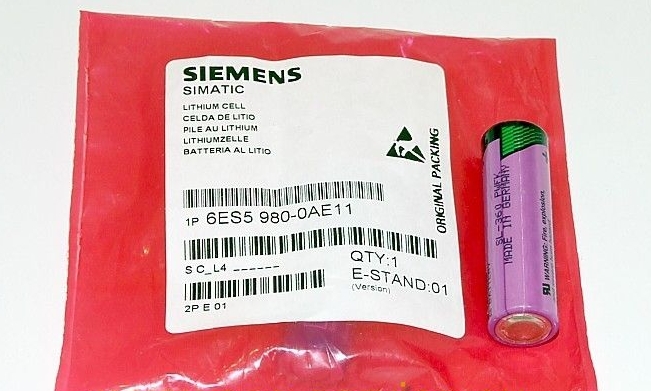 SIEMENS
SIMATIC
LITHIUM CELL
CELDA DE LITIO
PILE AU LITHIUM
LITHIUMZELLE
BATTERIA AL LITIO
ORIGINAL PACKING
1P 6ES5 980-0AE11
S C_L4 ______
QTY:1
E-STAND:01
(Version)
2P E 01
SL-360
MADE IN GERMANY
WARNING: Fire, explosion,